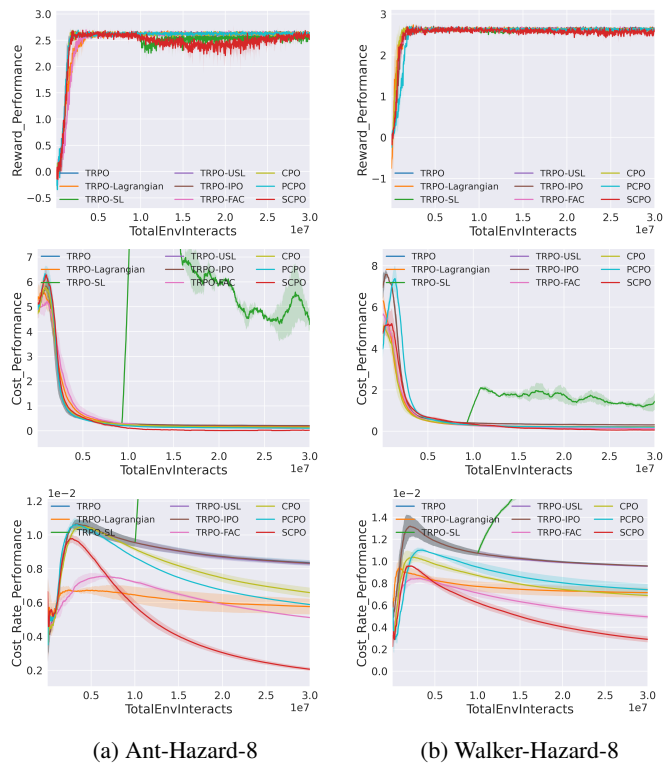 3.0
2.5
2.0
1.5
1.0
0.5
0.0
−0.5
Reward_Performance
TRPO
TRPO-Lagrangian
TRPO-SL
TRPO-USL
TRPO-IPO
TRPO-FAC
CPO
PCPO
SCPO
0.5 1.0 1.5 2.0 2.5 3.0
TotalEnvInteracts
1e7
3
2
1
0
−1
Reward_Performance
TRPO
TRPO-Lagrangian
TRPO-SL
TRPO-USL
TRPO-IPO
TRPO-FAC
CPO
PCPO
SCPO
0.5 1.0 1.5 2.0 2.5 3.0
TotalEnvInteracts
1e7
7
6
5
4
3
2
1
0
Cost_Performance
TRPO
TRPO-Lagrangian
TRPO-SL
TRPO-USL
TRPO-IPO
TRPO-FAC
CPO
PCPO
SCPO
0.5 1.0 1.5 2.0 2.5 3.0
TotalEnvInteracts
1e7
8
6
4
2
0
Cost_Performance
TRPO
TRPO-Lagrangian
TRPO-SL
TRPO-USL
TRPO-IPO
TRPO-FAC
CPO
PCPO
SCPO
0.5 1.0 1.5 2.0 2.5 3.0
TotalEnvInteracts
1e7
1e−2
1.2
1.0
0.8
0.6
0.4
0.2
Cost_Rate_Performance
TRPO
TRPO-Lagrangian
TRPO-SL
TRPO-USL
TRPO-IPO
TRPO-FAC
CPO
PCPO
SCPO
0.5 1.0 1.5 2.0 2.5 3.0
TotalEnvInteracts
1e7
1e−2
1.4
1.2
1.0
0.8
0.6
0.4
0.2
0.0
Cost_Rate_Performance
TRPO
TRPO-Lagrangian
TRPO-SL
TRPO-USL
TRPO-IPO
TRPO-FAC
CPO
PCPO
SCPO
0.5 1.0 1.5 2.0 2.5 3.0
TotalEnvInteracts
1e7
(a) Ant-Hazard-8
(b) Walker-Hazard-8